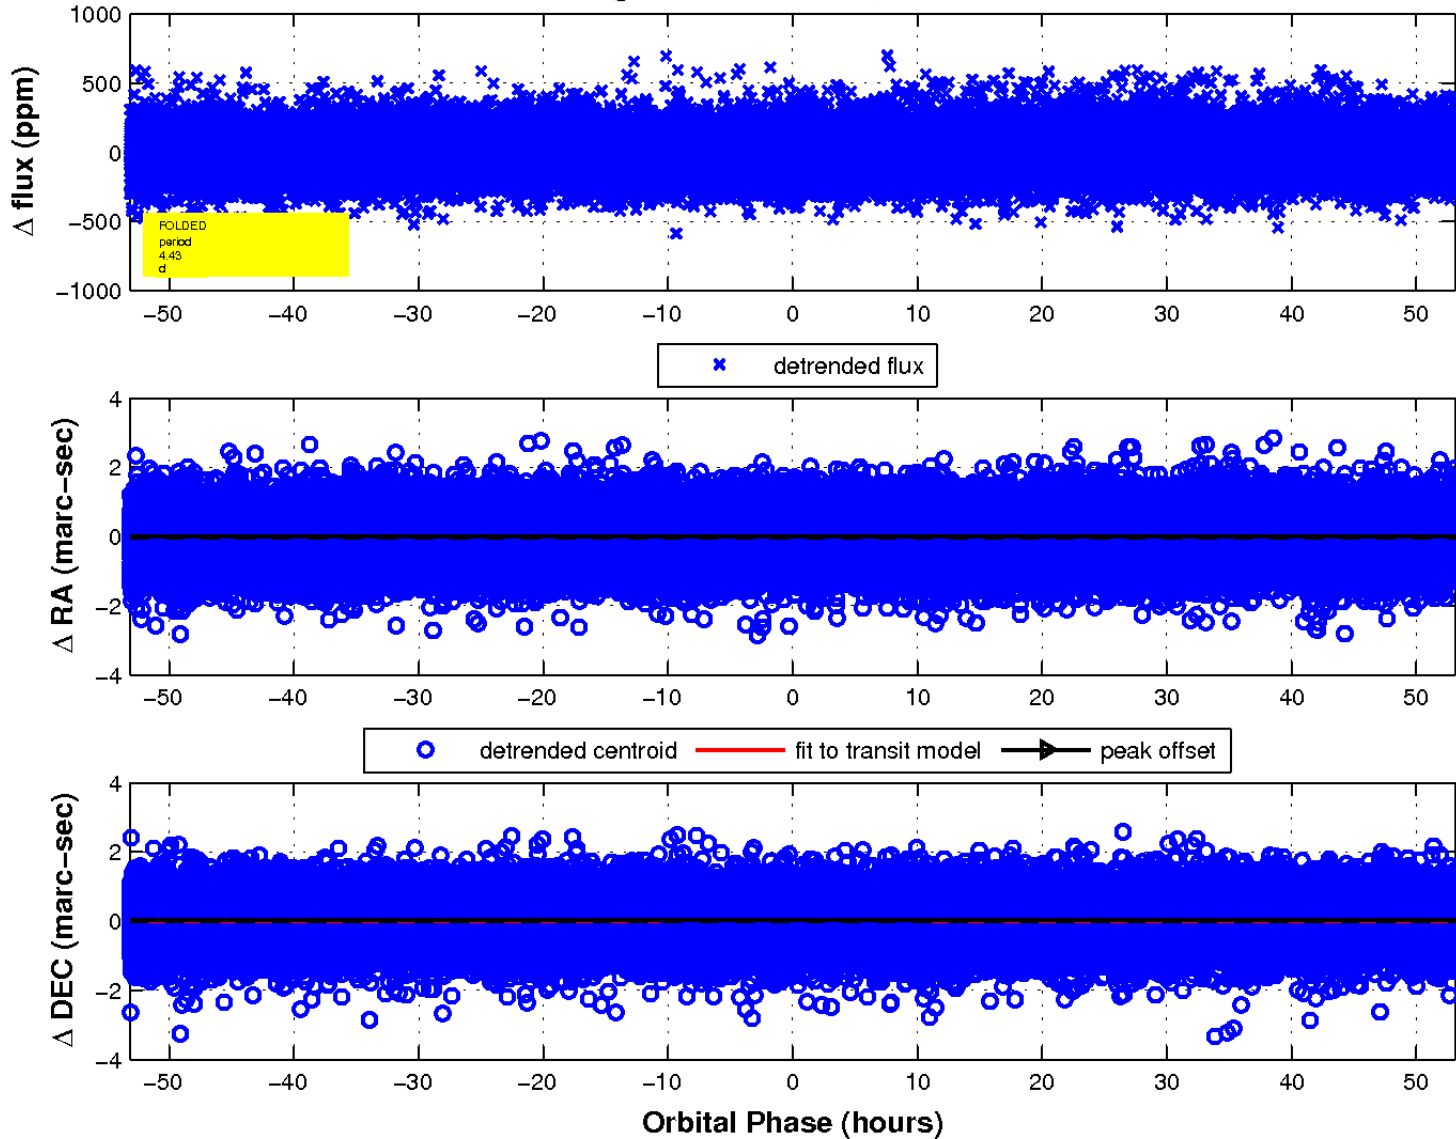 1000
500
0
−500
−1000
Δ flux (ppm)
FOLDED
period
4.43
d
−50 −40 −30 −20 −10 0 10 20 30 40 50
detrended flux
4
2
0
−2
−4
Δ RA (marc−sec)
−50 −40 −30 −20 −10 0 10 20 30 40 50
detrended centroid fit to transit model peak offset
4
2
0
−2
−4
Δ DEC (marc−sec)
−50 −40 −30 −20 −10 0 10 20 30 40 50
Orbital Phase (hours)